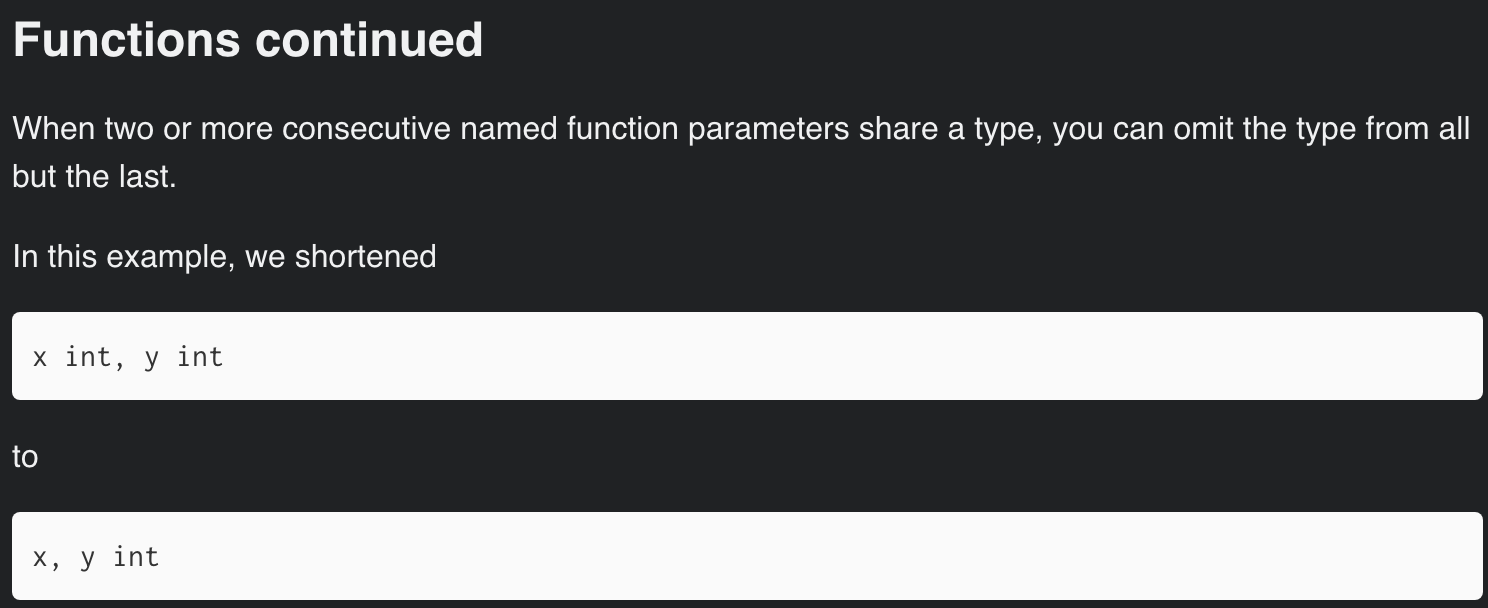 Functions continued
When two or more consecutive named function parameters share a type, you can omit the type from all
but the last.
In this example, we shortened
x int, y int
to
x, y int